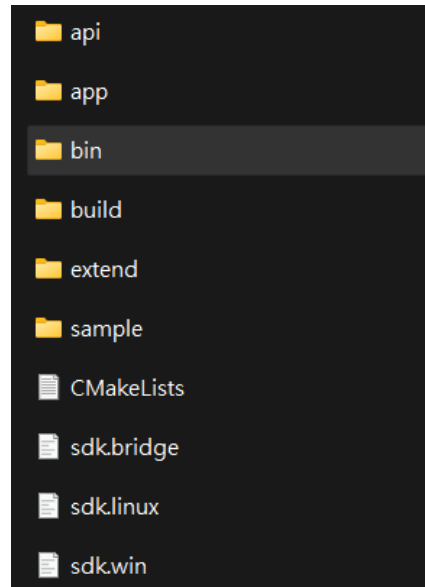 api
app
bin
build
extend
sample
CMakeLists
sdk.bridge
sdk.linux
sdk.win